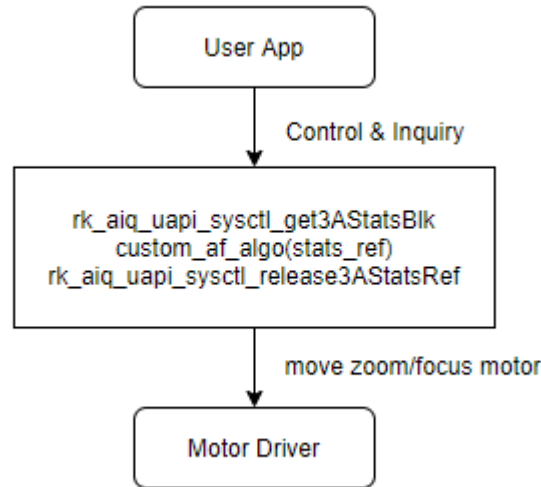 User App
Control & Inquiry
rk_aiq_uapi_sysctl_get3AStatsBlk
custom_af_algo(stats_ref)
rk_aiq_uapi_sysctl_release3AStatsRef
move zoom/focus motor
Motor Driver